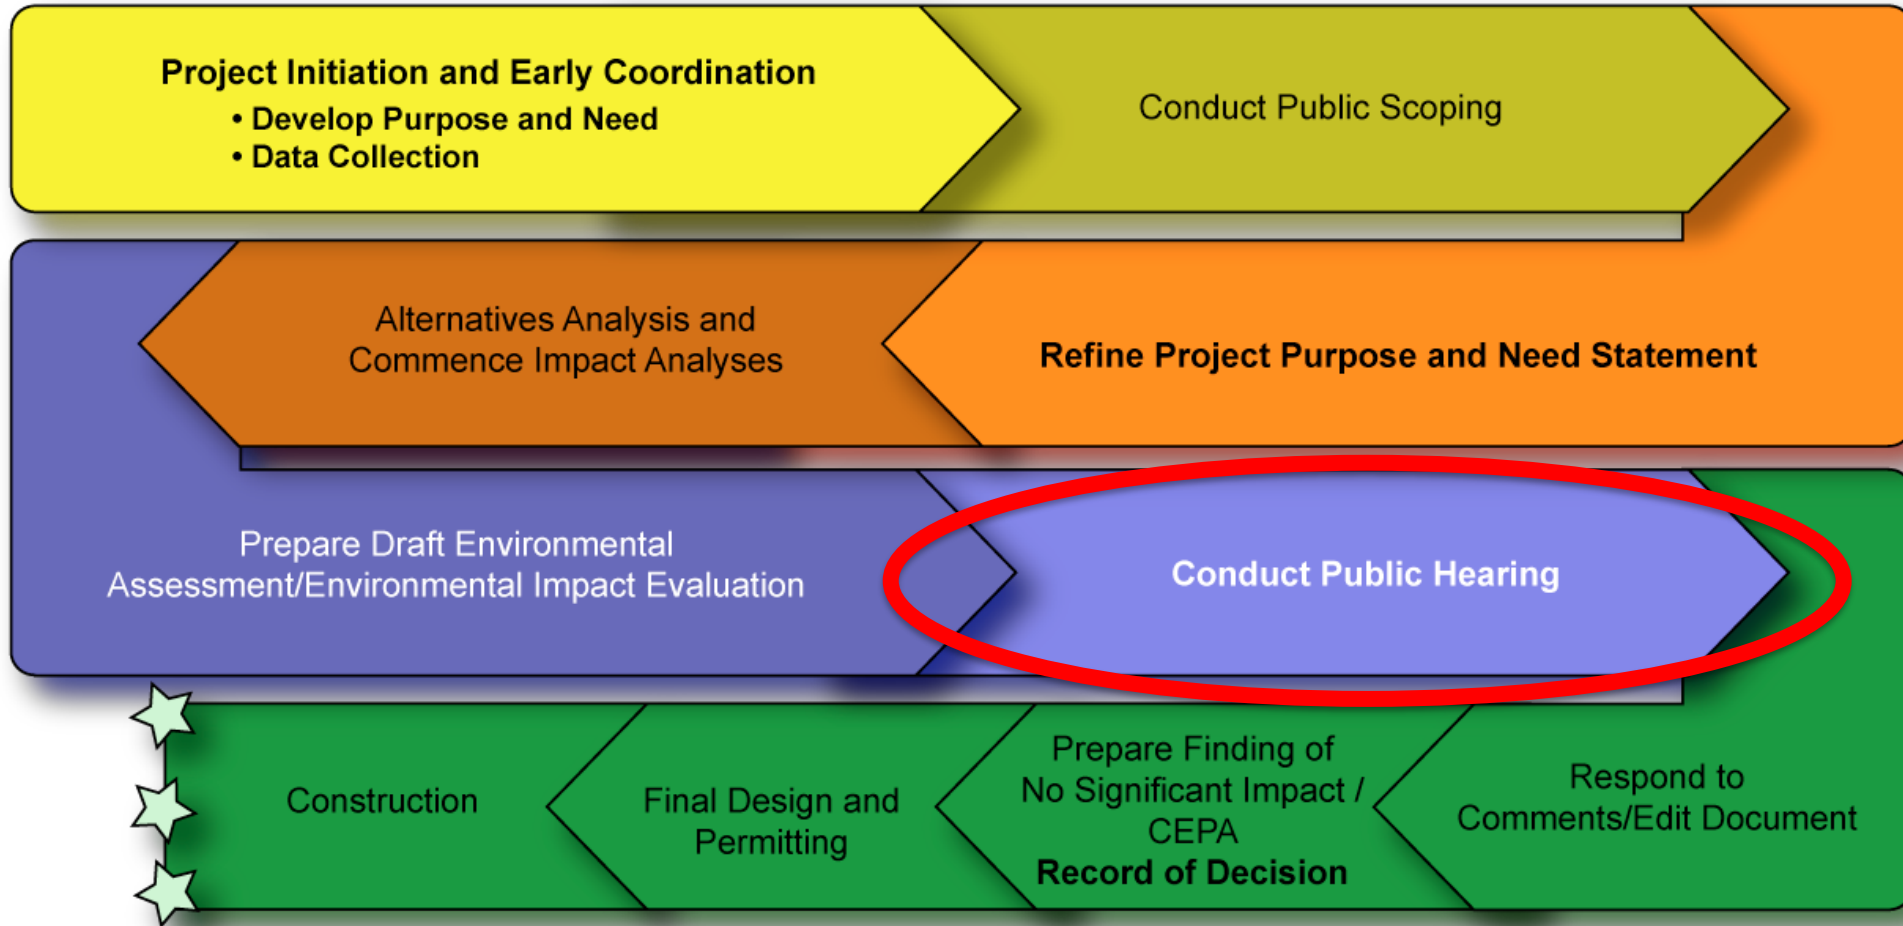 Project Initiation and Early Coordination
• Develop Purpose and Need
• Data Collection
Conduct Public Scoping
Refine Project Purpose and Need Statement
Alternatives Analysis and
Commence Impact Analyses
Prepare Draft Environmental
Assessment/Environmental Impact Evaluation
Conduct Public Hearing
Respond to
Comments/Edit Document
Prepare Finding of
No Significant Impact /
CEPA
Record of Decision
Final Design and
Permitting
Construction